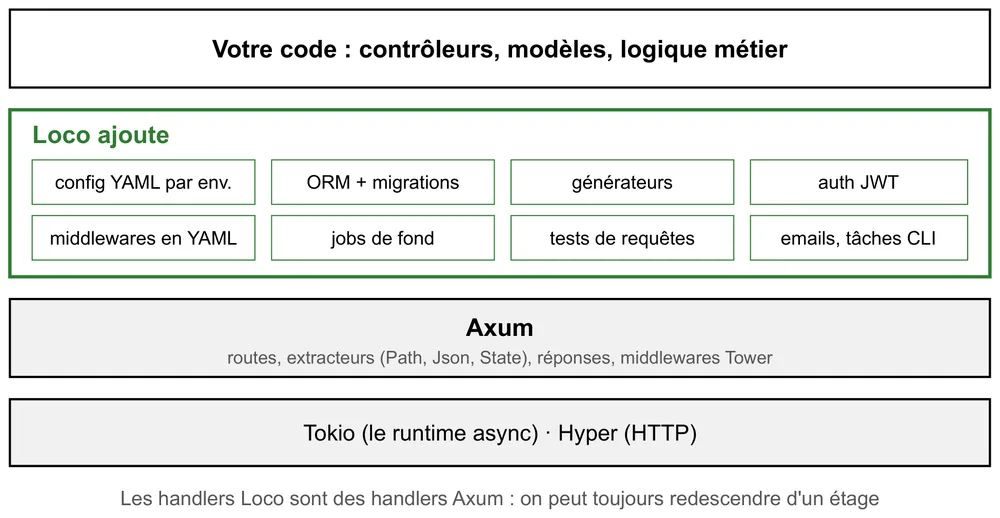 Votre code : contrôleurs, modèles, logique métier
Loco ajoute
config YAML par env.
ORM + migrations
générateurs
auth JWT
middlewares en YAML
jobs de fond
tests de requêtes
emails, tâches CLI
Axum
routes, extracteurs (Path, Json, State), réponses, middlewares Tower
Tokio (le runtime async) · Hyper (HTTP)
Les handlers Loco sont des handlers Axum : on peut toujours redescendre d'un étage